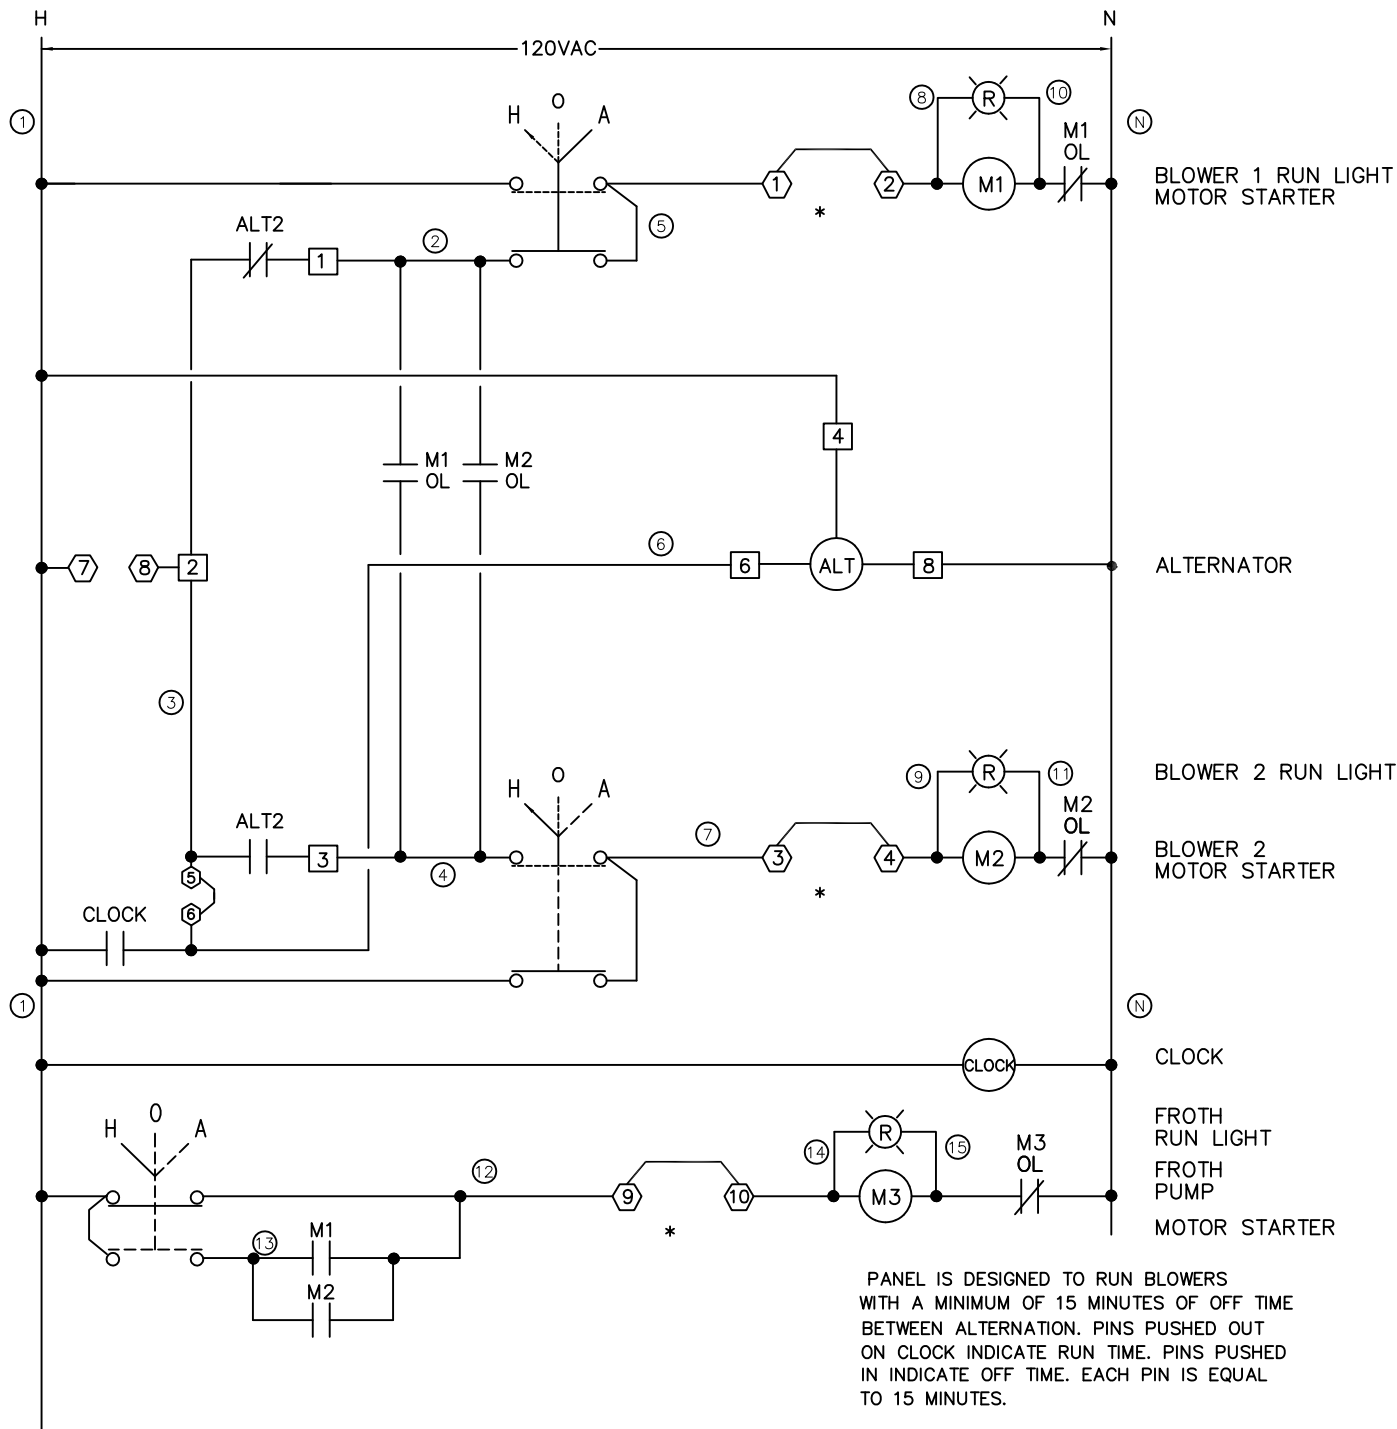 H
N
120VAC
1
H
O
A
8
R
10
M1
OL
N
1
2
M1
BLOWER 1 RUN LIGHT
MOTOR STARTER
*
5
ALT2
1
2
4
M1
OL
M2
OL
7
8
2
6
6
ALT
8
ALTERNATOR
3
H
O
A
9
R
11
BLOWER 2 RUN LIGHT
M2
OL
ALT2
3
4
7
3
4
M2
BLOWER 2
MOTOR STARTER
*
5
6
CLOCK
1
N
CLOCK
CLOCK
H
O
A
12
9
10
*
14
R
15
M3
M3
OL
FROTH
RUN LIGHT
FROTH
PUMP
MOTOR STARTER
13
M1
M2
PANEL IS DESIGNED TO RUN BLOWERS
WITH A MINIMUM OF 15 MINUTES OF OFF TIME
BETWEEN ALTERNATION. PINS PUSHED OUT
ON CLOCK INDICATE RUN TIME. PINS PUSHED
IN INDICATE OFF TIME. EACH PIN IS EQUAL
TO 15 MINUTES.